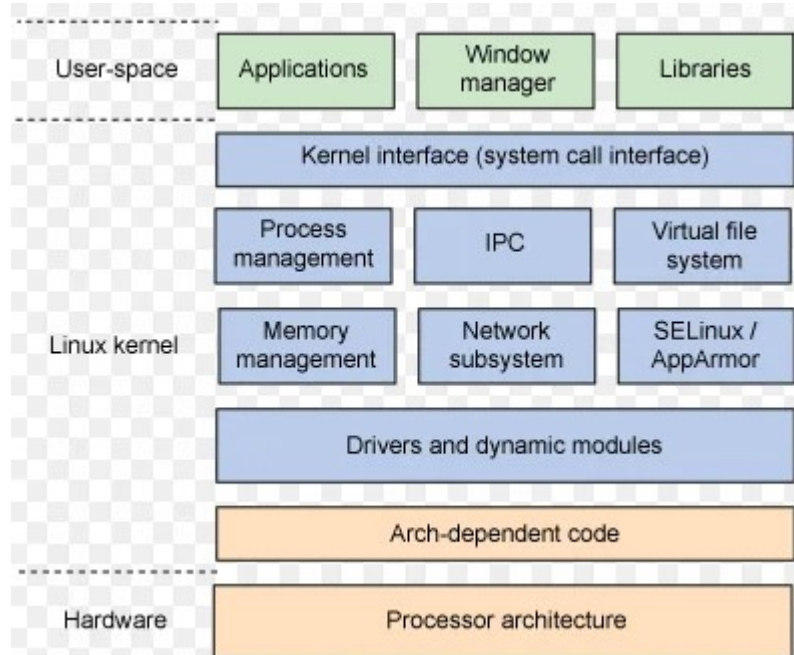 User-space
Applications
Window
manager
Libraries
Kernel interface (system call interface)
Process
management
IPC
Virtual file
system
Linux kernel
Memory
management
Network
subsystem
SELinux /
AppArmor
Drivers and dynamic modules
Arch-dependent code
Hardware
Processor architecture